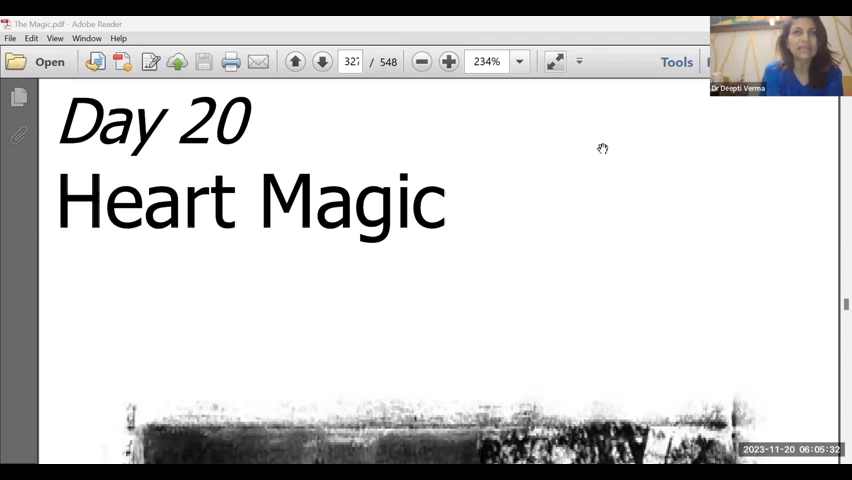 The Magic.pdf - Adobe Reader
File Edit View Window Help
Open 327 / 548 234% Tools
Dr Deepti Verma
Day 20
Heart Magic
2023-11-20 06:05:32